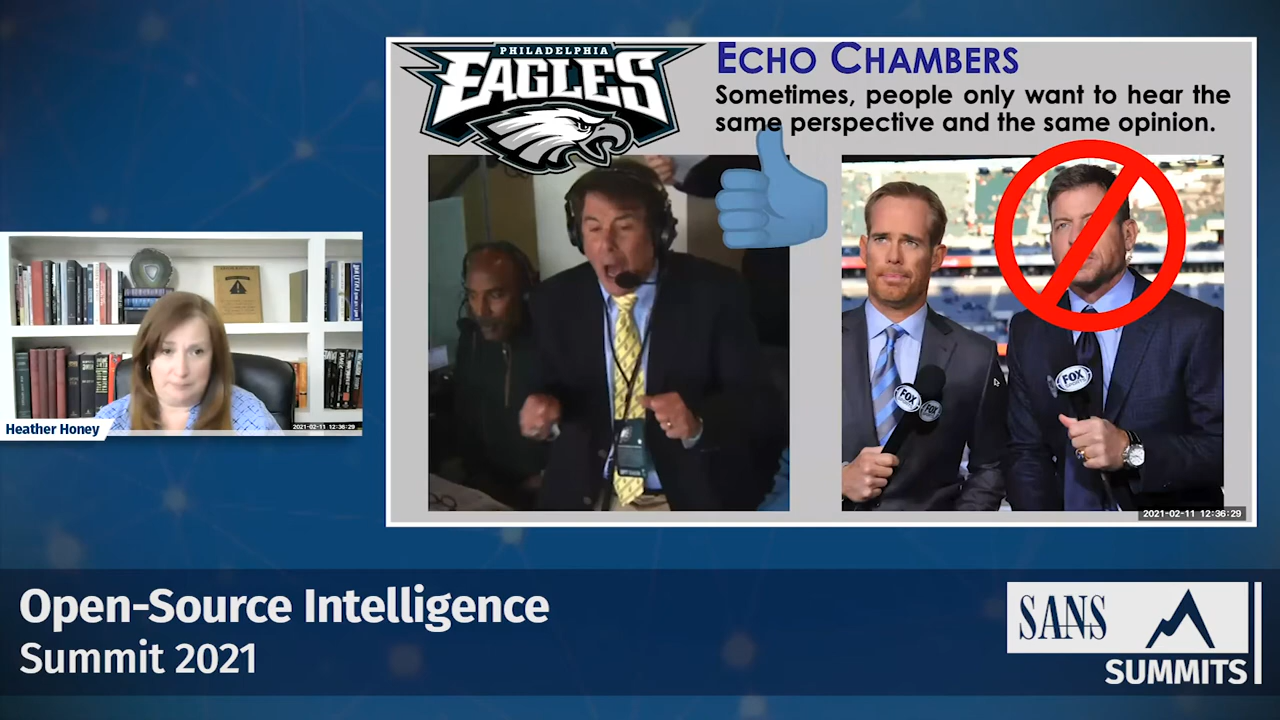 PHILADELPHIA
EAGLES
ECHO CHAMBERS
Sometimes, people only want to hear the
same perspective and the same opinion.
FOX
FOX
FOX
Heather Honey
2021-02-11 12:36:29
2021-02-11 12:36:29
Open-Source Intelligence
Summit 2021
SANS
SUMMITS